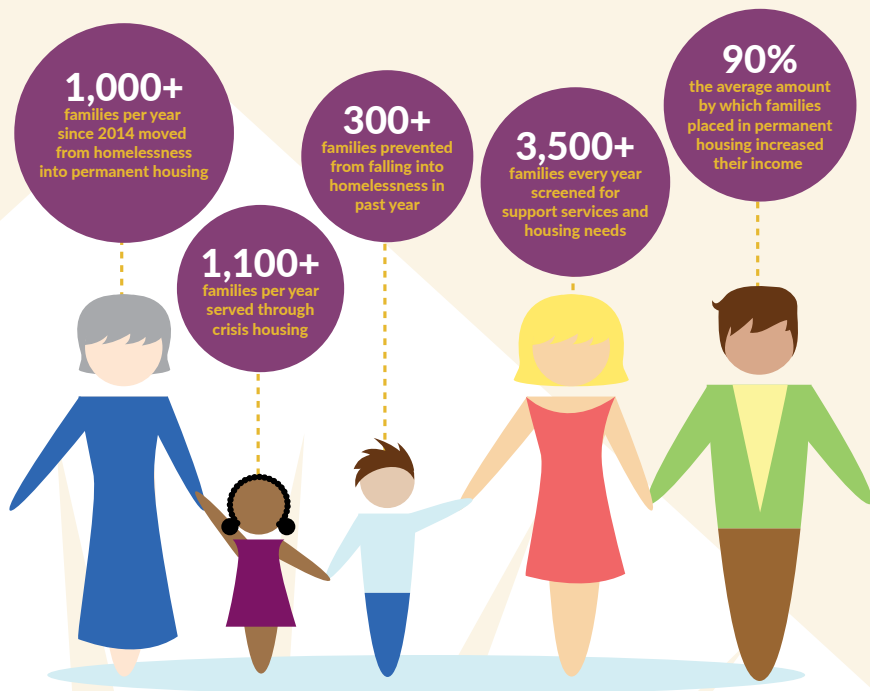 1,000+
families per year
since 2014 moved
from homelessness
into permanent housing
1,100+
families per year
served through
crisis housing
300+
families prevented
from falling into
homelessness in
past year
3,500+
families every year
screened for
support services and
housing needs
90%
the average amount
by which families
placed in permanent
housing increased
their income